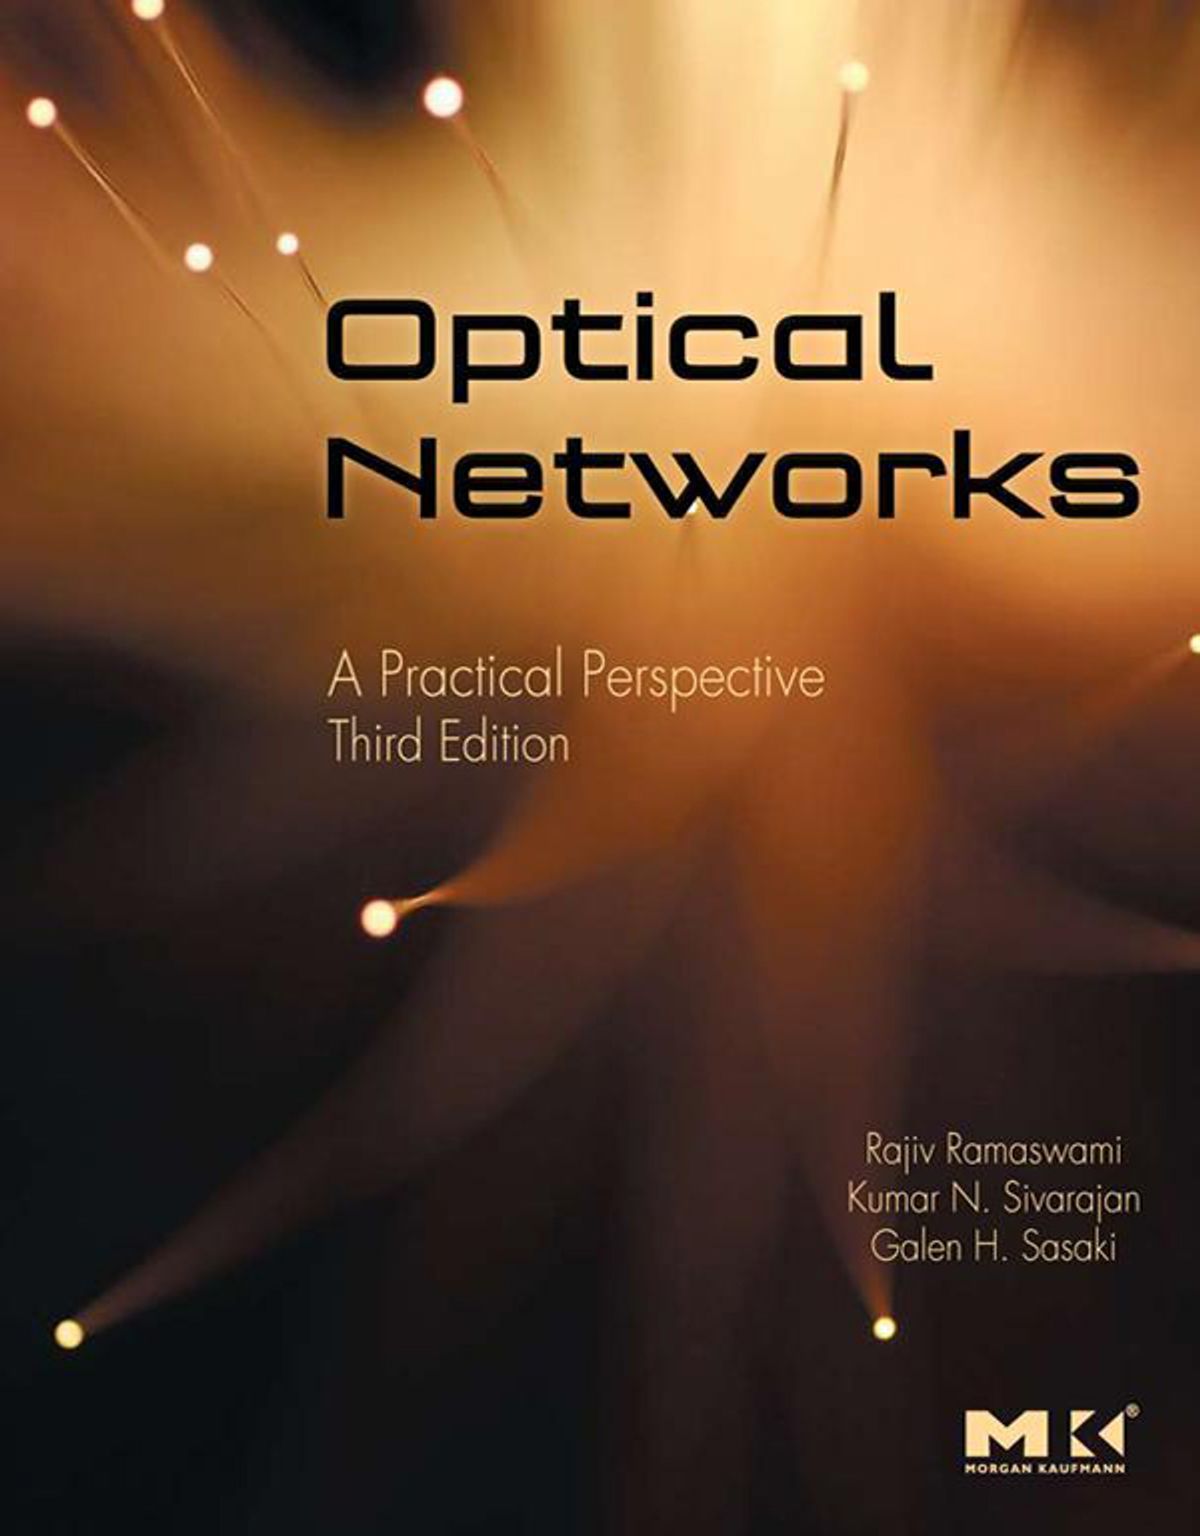 Optical
Networks
A Practical Perspective
Third Edition
Rajiv Ramaswami
Kumar N. Sivarajan
Galen H. Sasaki
MK®
MORGAN KAUFMANN